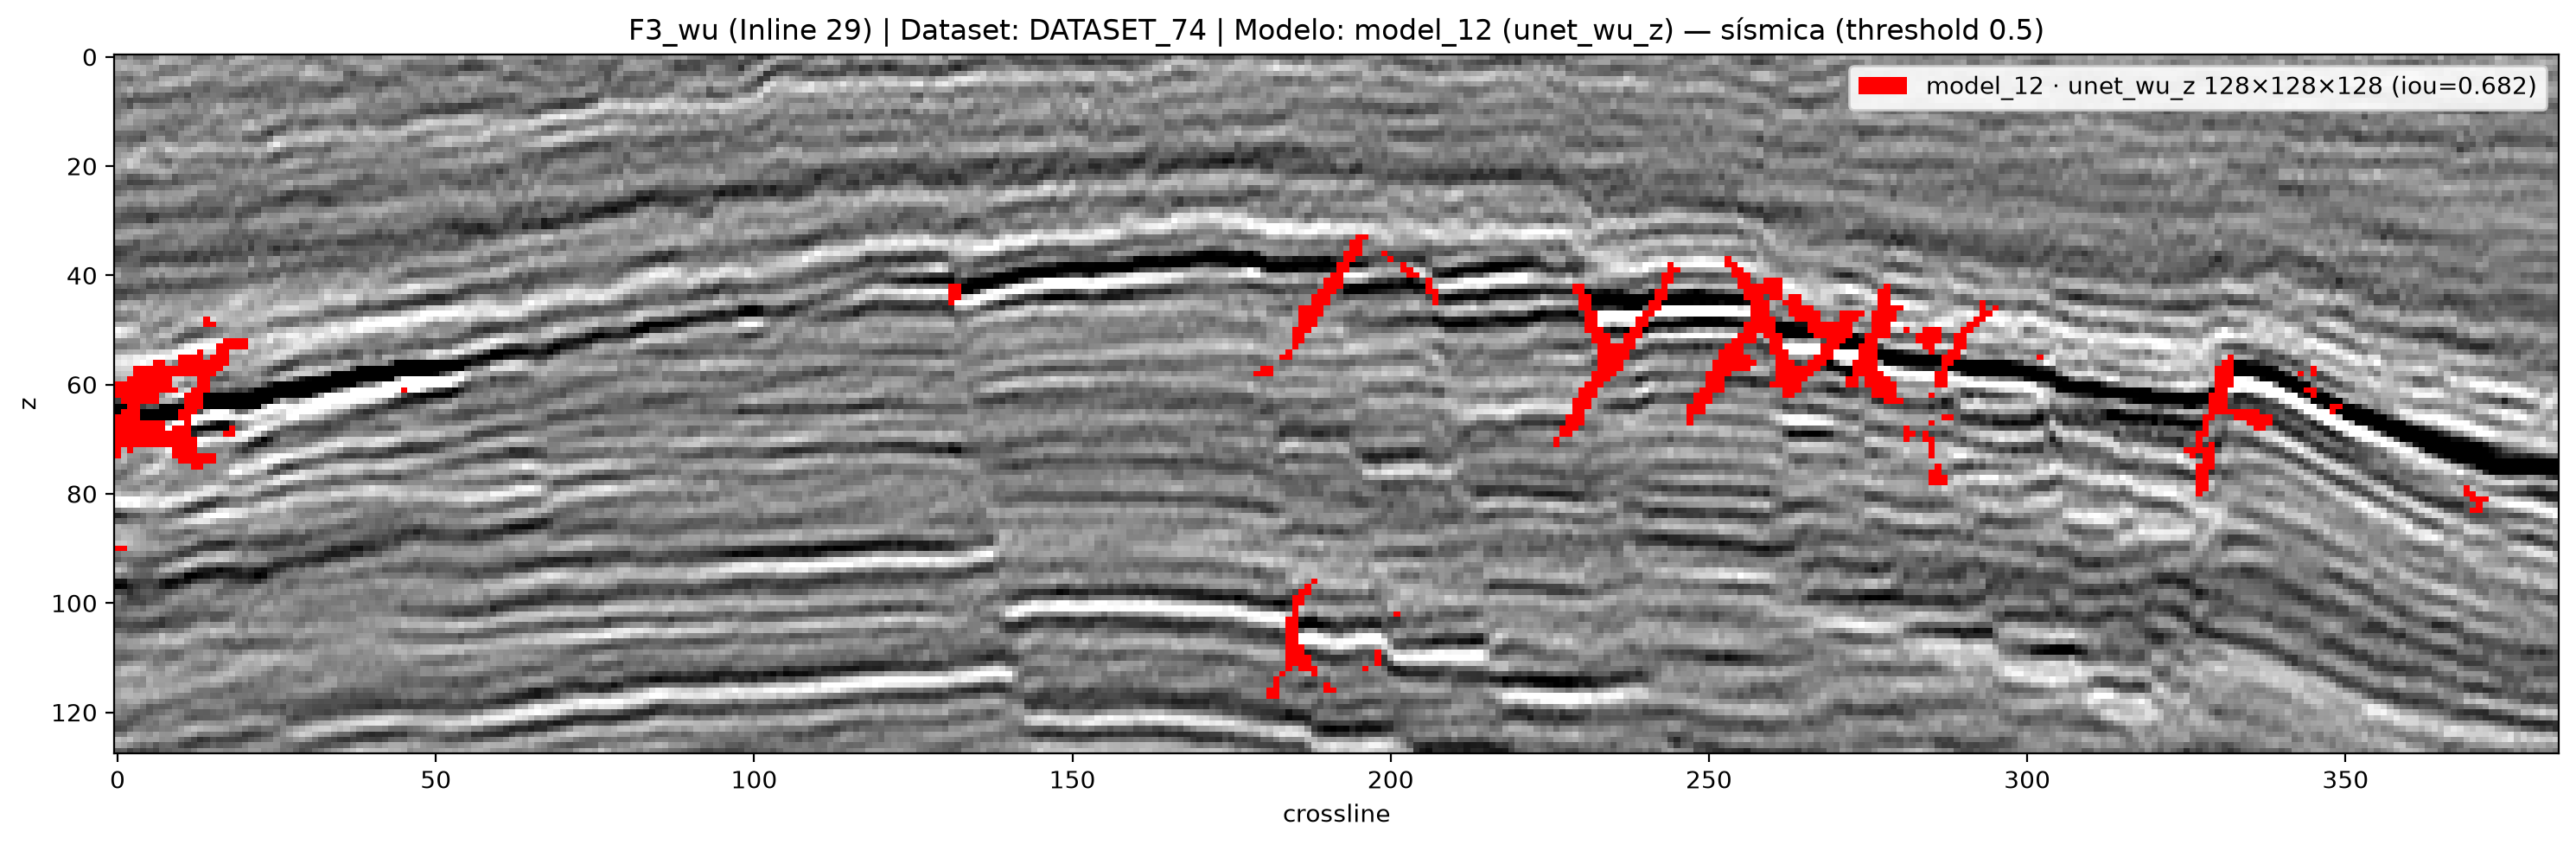 F3_wu (Inline 29) | Dataset: DATASET_74 | Modelo: model_12 (unet_wu_z) — sísmica (threshold 0.5)
model_12 · unet_wu_z 128×128×128 (iou=0.682)
0
20
40
60
80
100
120
z
0 50 100 150 200 250 300 350
crossline